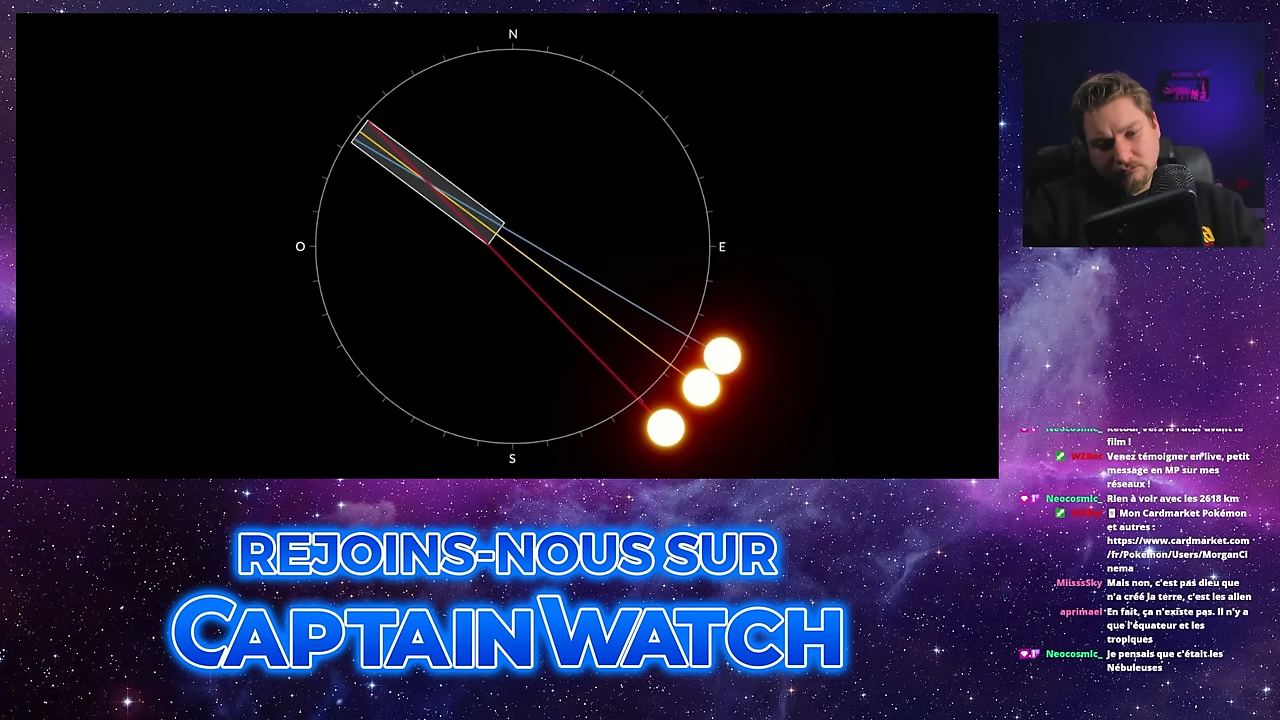 N
O
E
S
REJOINS-NOUS SUR
CAPTAINWATCH
Neocosmic_
film !
Venez témoigner en live, petit
message en MP sur mes
réseaux !
Neocosmic_ Rien à voir avec les 2618 km
Mon Cardmarket Pokémon
et autres :
https://www.cardmarket.com
/fr/Pokemon/Users/MorganCi
nema
MilsssSky Mais non, c'est pas dieu que
n'a créé la terre, c'est les alien
aprimael En fait, ça n'existe pas. Il n'y a
que l'équateur et les
tropiques
Neocosmic_ Je pensais que c'était les
Nébuleuses